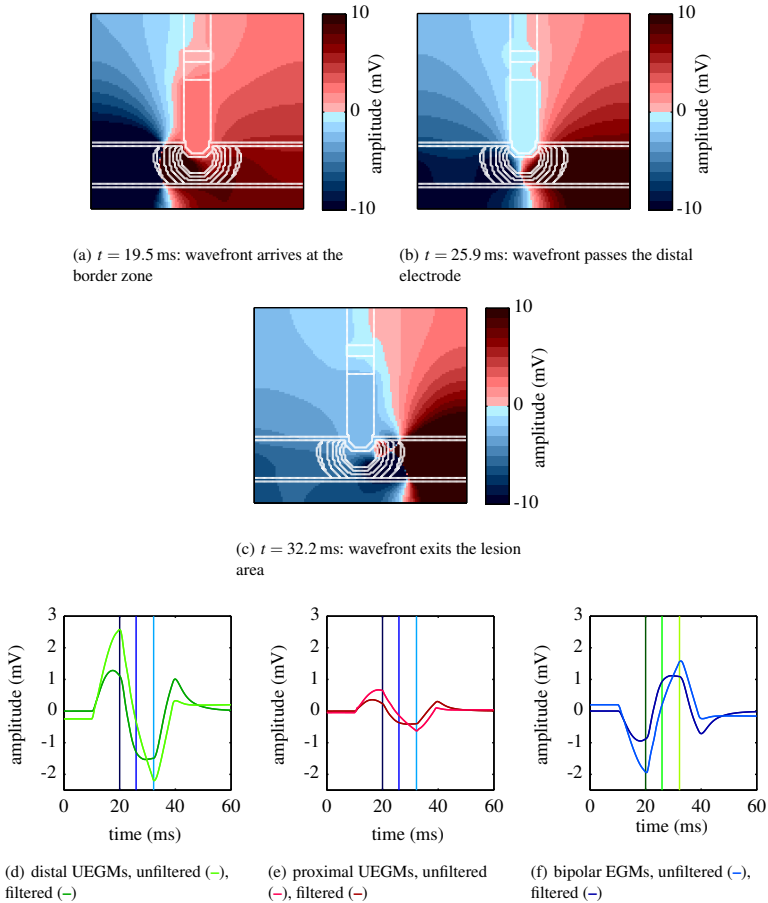 10
0
-10
amplitude (mV)
10
0
-10
amplitude (mV)
(a) t = 19.5 ms: wavefront arrives at the
border zone
(b) t = 25.9 ms: wavefront passes the distal
electrode
10
0
-10
amplitude (mV)
(c) t = 32.2 ms: wavefront exits the lesion
area
3
2
1
0
-1
-2
amplitude (mV)
0 20 40 60
time (ms)
3
2
1
0
-1
-2
amplitude (mV)
0 20 40 60
time (ms)
3
2
1
0
-1
-2
amplitude (mV)
0 20 40 60
time (ms)
(d) distal UEGMs, unfiltered (–),
filtered (–)
(e) proximal UEGMs, unfiltered
(–), filtered (–)
(f) bipolar EGMs, unfiltered (–),
filtered (–)